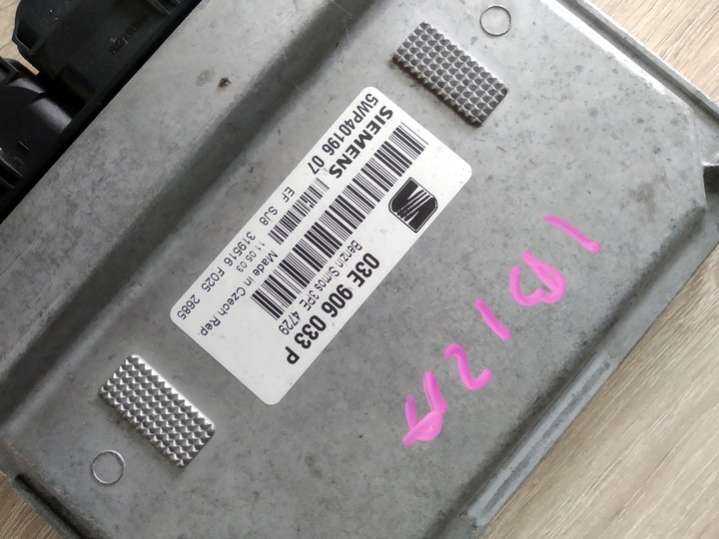 SIEMENS
5WP40196 07
EF SJ8 319516 F025 2685
11.05.03 Made in Czech Rep
Benzin Simos 3PE 4729
03E 906 033 P
IBIZA